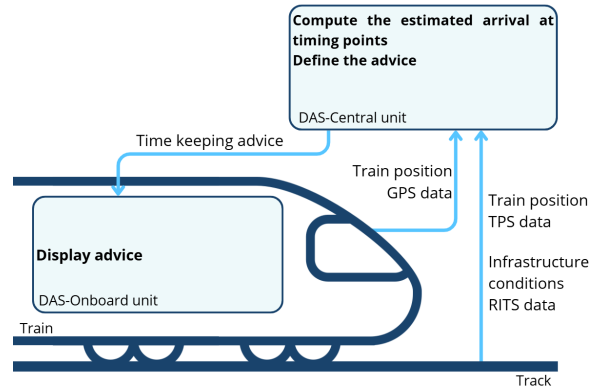 Compute the estimated arrival at
timing points
Define the advice
DAS-Central unit
Time keeping advice
Train position
GPS data
Train position
TPS data
Infrastructure
conditions
RITS data
Display advice
DAS-Onboard unit
Train
Track